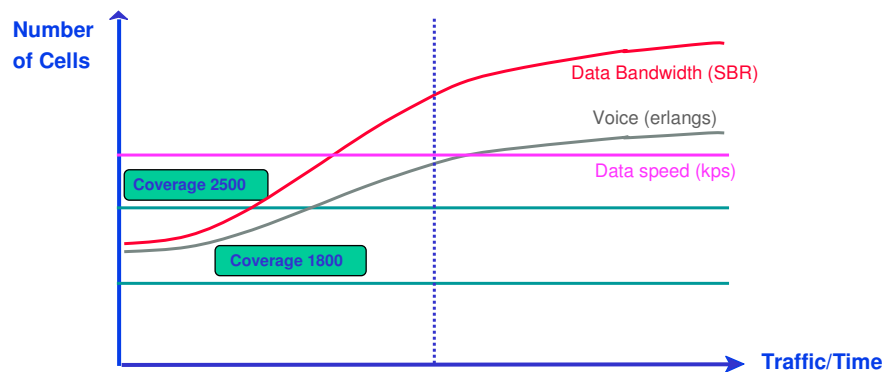 Number
of Cells
Data Bandwidth (SBR)
Voice (erlangs)
Data speed (kps)
Coverage 2500
Coverage 1800
Traffic/Time